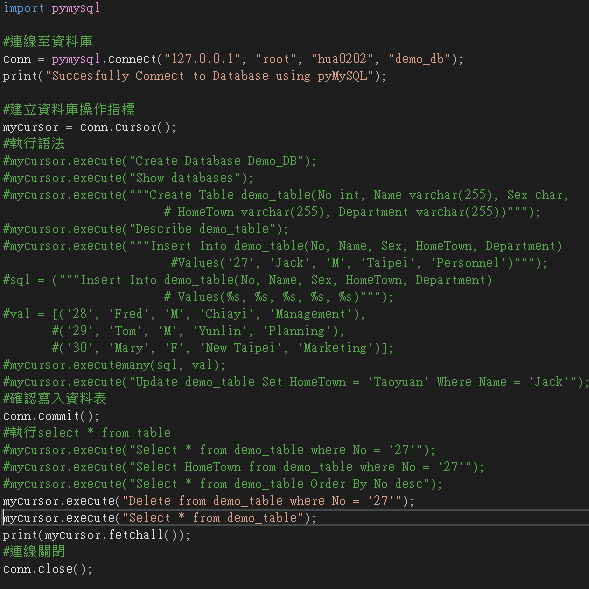 import pymysql
#連線至資料庫
conn = pymysql.connect("127.0.0.1", "root", "hua0202", "demo_db");
print("Succesfully Connect to Database using pyMySQL");
#建立資料庫操作指標
mycursor = conn.cursor();
#執行語法
#mycursor.execute("Create Database Demo_DB");
#mycursor.execute("Show databases");
#mycursor.execute("""Create Table demo_table(No int, Name varchar(255), Sex char,
# HomeTown varchar(255), Department varchar(255))""");
#mycursor.execute("Describe demo_table");
#mycursor.execute("""Insert Into demo_table(No, Name, Sex, HomeTown, Department)
#Values('27', 'Jack', 'M', 'Taipei', 'Personnel')""");
#sql = ("""Insert Into demo_table(No, Name, Sex, HomeTown, Department)
# Values(%s, %s, %s, %s, %s)""");
#val = [('28', 'Fred', 'M', 'Chiayi', 'Management'),
#('29', 'Tom', 'M', 'Yunlin', 'Planning'),
#('30', 'Mary', 'F', 'New Taipei', 'Marketing')];
#mycursor.executemany(sql, val);
#mycursor.execute("Update demo_table Set HomeTown = 'Taoyuan' Where Name = 'Jack'");
#確認寫入資料表
conn.commit();
#執行select * from table
#mycursor.execute("Select * from demo_table where No = '27'");
#mycursor.execute("Select HomeTown from demo_table where No = '27'");
#mycursor.execute("Select * from demo_table Order By No desc");
mycursor.execute("Delete from demo_table where No = '27'");
mycursor.execute("Select * from demo_table");
print(mycursor.fetchall());
#連線關閉
conn.close();